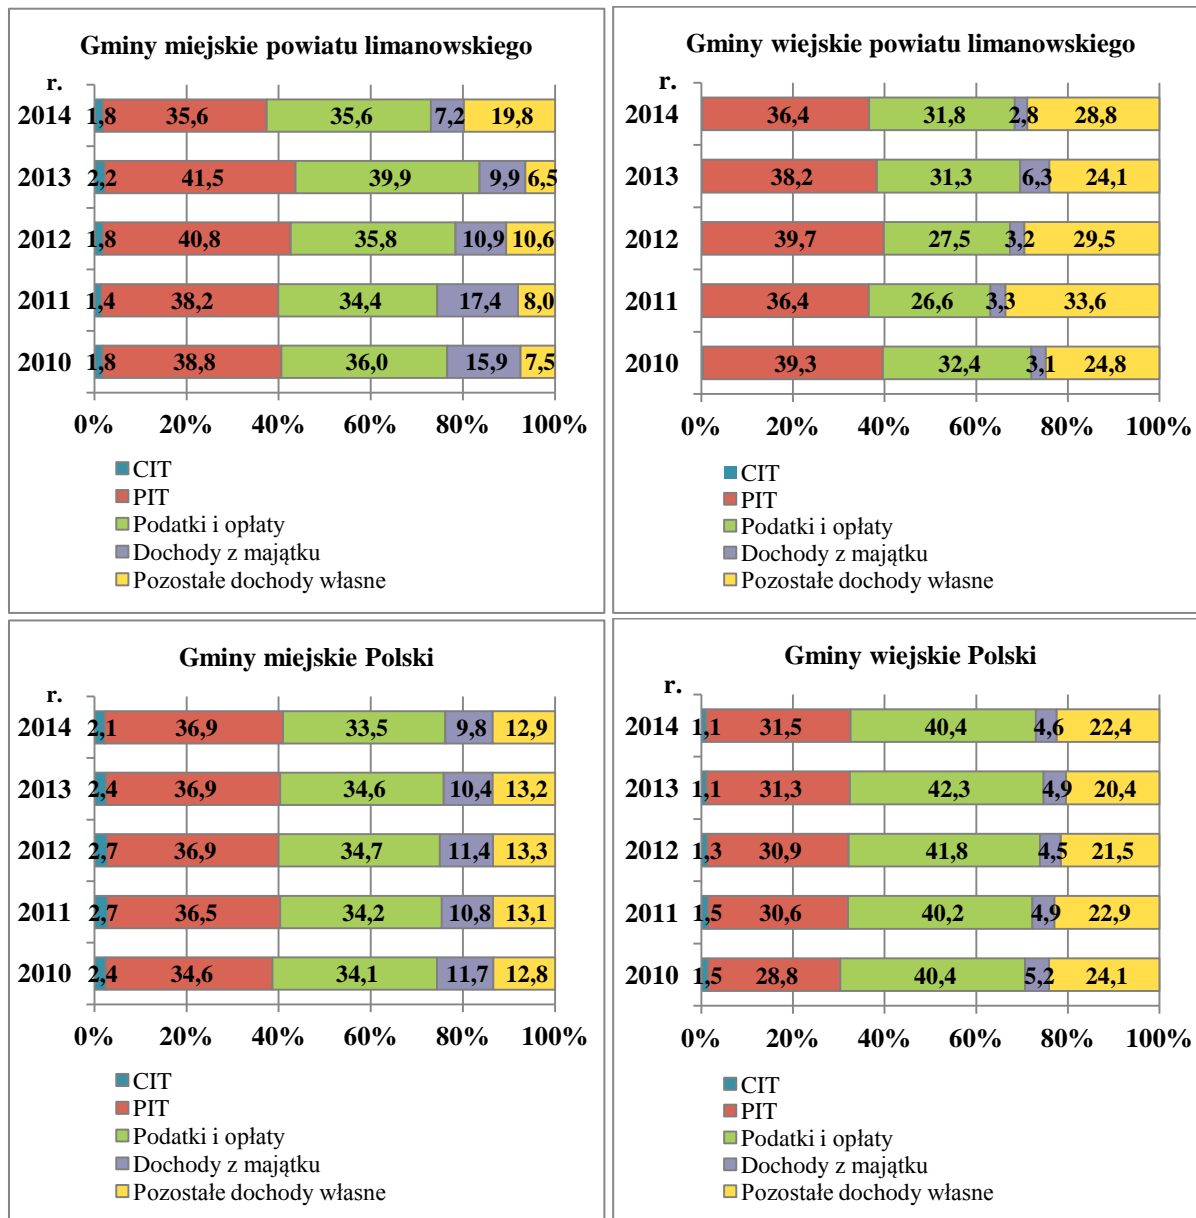 Gminy miejskie powiatu limanowskiego
r.
2014 1,8 35,6 35,6 7,2 19,8
2013 2,2 41,5 39,9 9,9 6,5
2012 1,8 40,8 35,8 10,9 10,6
2011 1,4 38,2 34,4 17,4 8,0
2010 1,8 38,8 36,0 15,9 7,5
0% 20% 40% 60% 80% 100%
CIT
PIT
Podatki i opłaty
Dochody z majątku
Pozostałe dochody własne
Gminy wiejskie powiatu limanowskiego
r.
2014 36,4 31,8 2,8 28,8
2013 38,2 31,3 6,3 24,1
2012 39,7 27,5 3,2 29,5
2011 36,4 26,6 3,3 33,6
2010 39,3 32,4 3,1 24,8
0% 20% 40% 60% 80% 100%
CIT
PIT
Podatki i opłaty
Dochody z majątku
Pozostałe dochody własne
Gminy miejskie Polski
r.
2014 2,1 36,9 33,5 9,8 12,9
2013 2,4 36,9 34,6 10,4 13,2
2012 2,7 36,9 34,7 11,4 13,3
2011 2,7 36,5 34,2 10,8 13,1
2010 2,4 34,6 34,1 11,7 12,8
0% 20% 40% 60% 80% 100%
CIT
PIT
Podatki i opłaty
Dochody z majątku
Pozostałe dochody własne
Gminy wiejskie Polski
r.
2014 1,1 31,5 40,4 4,6 22,4
2013 1,1 31,3 42,3 4,9 20,4
2012 1,3 30,9 41,8 4,5 21,5
2011 1,5 30,6 40,2 4,9 22,9
2010 1,5 28,8 40,4 5,2 24,1
0% 20% 40% 60% 80% 100%
CIT
PIT
Podatki i opłaty
Dochody z majątku
Pozostałe dochody własne